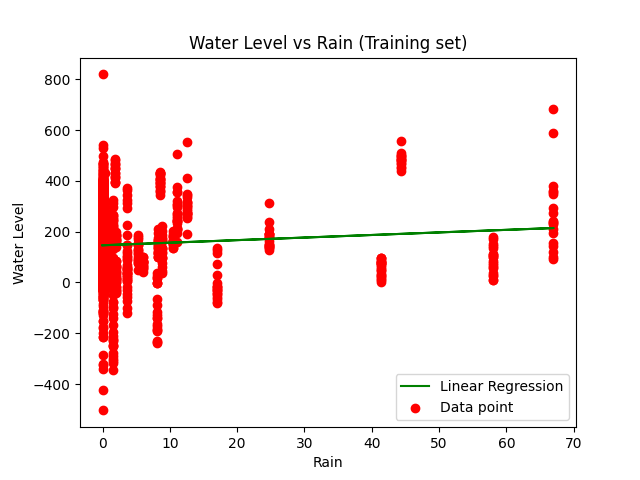 Water Level vs Rain (Training set)
800
600
400
200
0
−200
−400
Water Level
0 10 20 30 40 50 60 70
Rain
Linear Regression
Data point